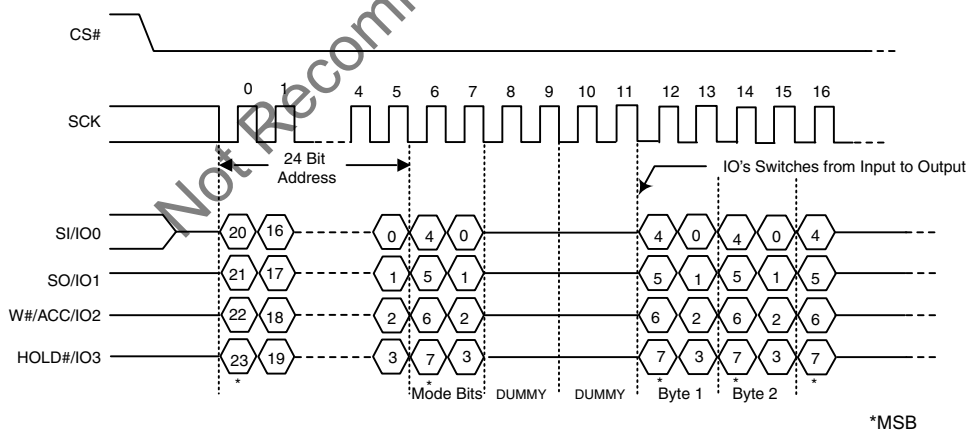 Not Recom
CS#
0 1 4 5 6 7 8 9 10 11 12 13 14 15 16
SCK
24 Bit
Address
IO's Switches from Input to Output
SI/IO0 20 16 0 4 0 4 0 4 0 4
SO/IO1 21 17 1 5 1 5 1 5 1 5
W#/ACC/IO2 22 18 2 6 2 6 2 6 2 6
HOLD#/IO3 23 19 3 7 3 7 3 7 3 7
* * * * *
Mode Bits DUMMY DUMMY Byte 1 Byte 2
*MSB